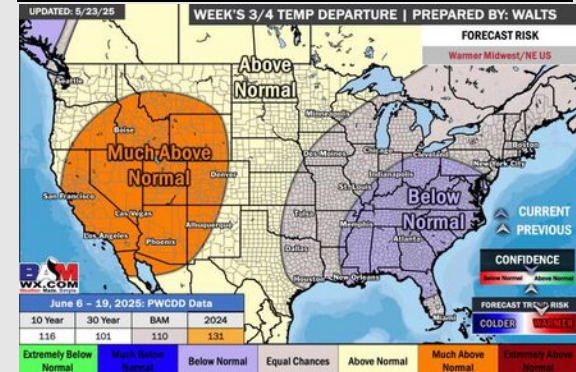 UPDATED: 5/23/25
WEEK'S 3/4 TEMP DEPARTURE | PREPARED BY: WALTS
FORECAST RISK
Warmer Midwest/NE US
Above
Normal
Seattle
Minneapolis
Boise
Boston
Much Above
Normal
Des Moines
Chicago
Cleveland
New York City
Denver
Indianapolis
St. Louis
San Francisco
Below
Normal
Las Vegas
Tulsa
Memphis
CURRENT
Albuquerque
Los Angeles
Phoenix
Atlanta
PREVIOUS
Dallas
BAM
WX.COM
Weather Made Simple
Houston
New Orleans
CONFIDENCE
Below Normal
Above Normal
Miami
June 6 – 19, 2025: PWCDD Data
10 Year 30 Year BAM 2024
116 101 110 131
FORECAST TREND RISK
COLDER WARMER
Extremely Below Normal
Much Below Normal
Below Normal
Equal Chances
Above Normal
Much Above Normal
Extremely Above Normal